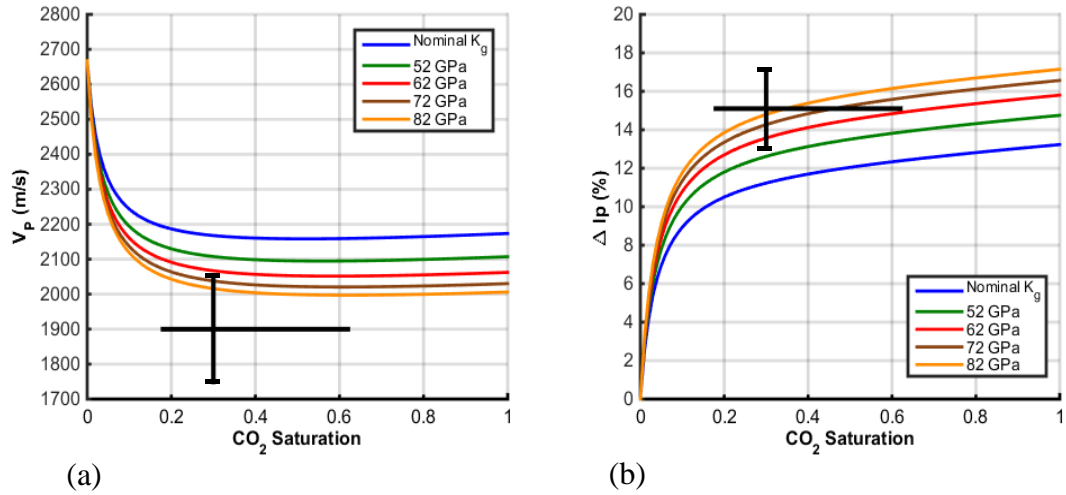 2800
2700
2600
2500
2400
2300
2200
2100
2000
1900
1800
1700
V_P (m/s)
0 0.2 0.4 0.6 0.8 1
CO_2 Saturation
Nominal K_g
52 GPa
62 GPa
72 GPa
82 GPa
(a)
20
18
16
14
12
10
8
6
4
2
0
Δ Ip (%)
0 0.2 0.4 0.6 0.8 1
CO_2 Saturation
Nominal K_g
52 GPa
62 GPa
72 GPa
82 GPa
(b)